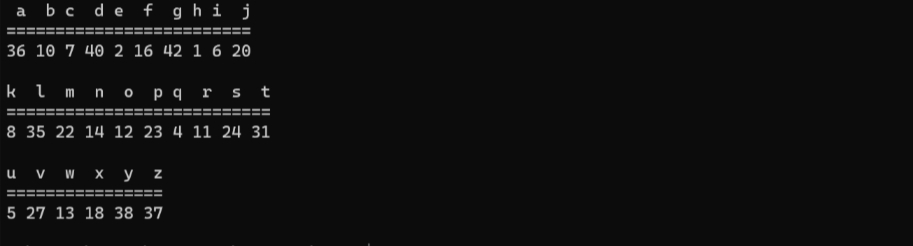 a  b c  d e  f  g h i  j
=========================
36 10 7 40 2 16 42 1 6 20

k  l  m  n  o  p q  r  s  t
===========================
8 35 22 14 12 23 4 11 24 31

u  v  w  x  y  z
================
5 27 13 18 38 37